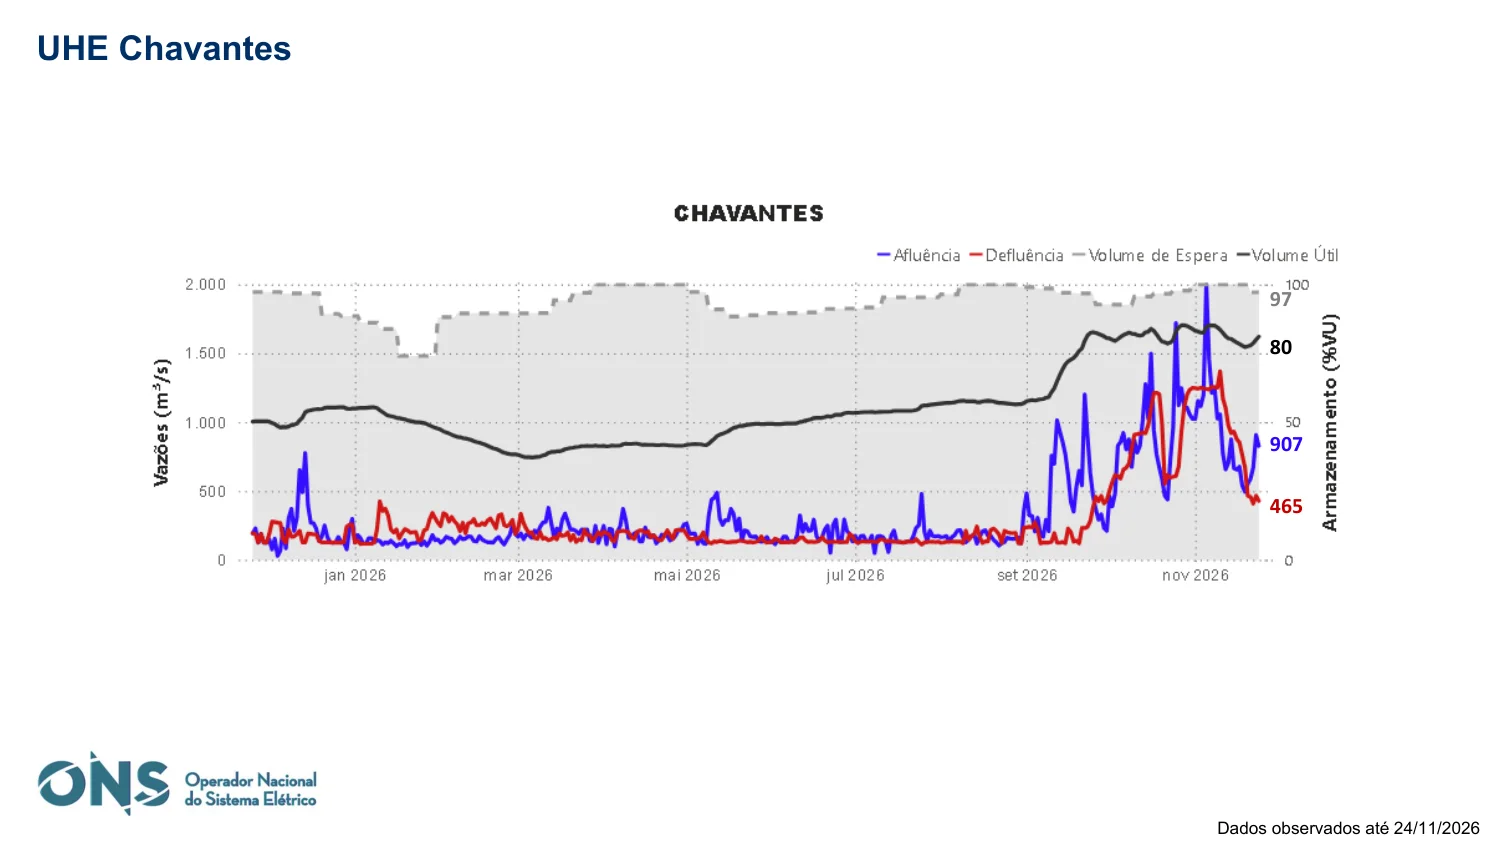 UHE Chavantes
CHAVANTES
Afluência Defluência Volume de Espera Volume Útil
2.000
1.500
1.000
500
0
Vazões (m³/s)
100
50
0
Armazenamento (%VU)
97
80
907
465
jan 2026 mar 2026 mai 2026 jul 2026 set 2026 nov 2026
ONS
Operador Nacional
do Sistema Elétrico
Dados observados até 24/11/2026